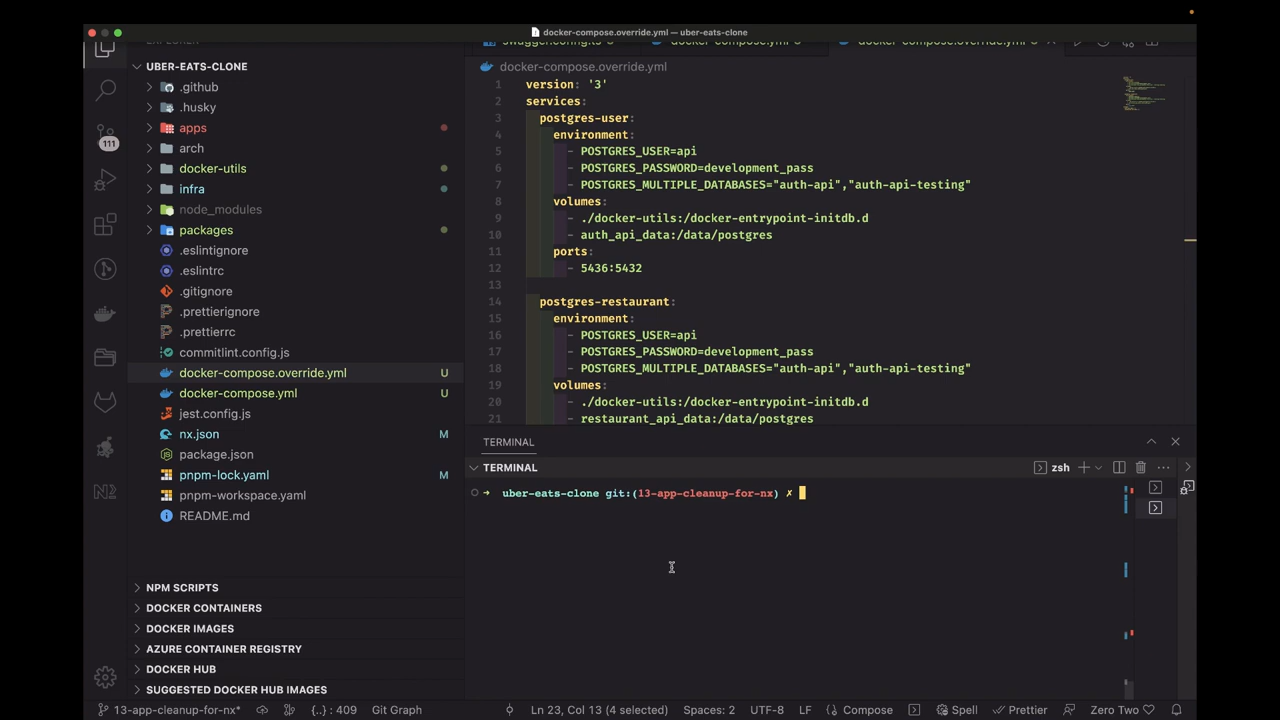 docker-compose.override.yml — uber-eats-clone
UBER-EATS-CLONE
.github
.husky
apps
arch
docker-utils
infra
node_modules
packages
.eslintignore
.eslintrc
.gitignore
.prettierignore
.prettierrc
commitlint.config.js
docker-compose.override.yml U
docker-compose.yml U
jest.config.js
nx.json M
package.json
pnpm-lock.yaml M
pnpm-workspace.yaml
README.md
NPM SCRIPTS
DOCKER CONTAINERS
DOCKER IMAGES
AZURE CONTAINER REGISTRY
DOCKER HUB
SUGGESTED DOCKER HUB IMAGES
111
docker-compose.override.yml
1 version: '3'
2 services:
3 postgres-user:
4 environment:
5 - POSTGRES_USER=api
6 - POSTGRES_PASSWORD=development_pass
7 - POSTGRES_MULTIPLE_DATABASES="auth-api","auth-api-testing"
8 volumes:
9 - ./docker-utils:/docker-entrypoint-initdb.d
10 - auth_api_data:/data/postgres
11 ports:
12 - 5436:5432
13
14 postgres-restaurant:
15 environment:
16 - POSTGRES_USER=api
17 - POSTGRES_PASSWORD=development_pass
18 - POSTGRES_MULTIPLE_DATABASES="auth-api","auth-api-testing"
19 volumes:
20 - ./docker-utils:/docker-entrypoint-initdb.d
21 - restaurant_api_data:/data/postgres
TERMINAL
TERMINAL
zsh
➜ uber-eats-clone git:(13-app-cleanup-for-nx) ✗
13-app-cleanup-for-nx* {..} : 409 Git Graph Ln 23, Col 13 (4 selected) Spaces: 2 UTF-8 LF Compose Spell Prettier Zero Two